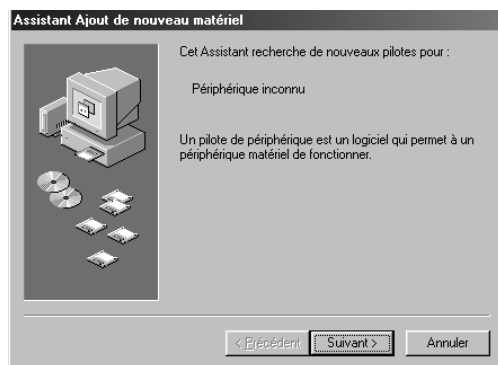 Assistant Ajout de nouveau matériel
Cet Assistant recherche de nouveaux pilotes pour :
Périphérique inconnu
Un pilote de périphérique est un logiciel qui permet à un
périphérique matériel de fonctionner.
< Précédent
Suivant >
Annuler